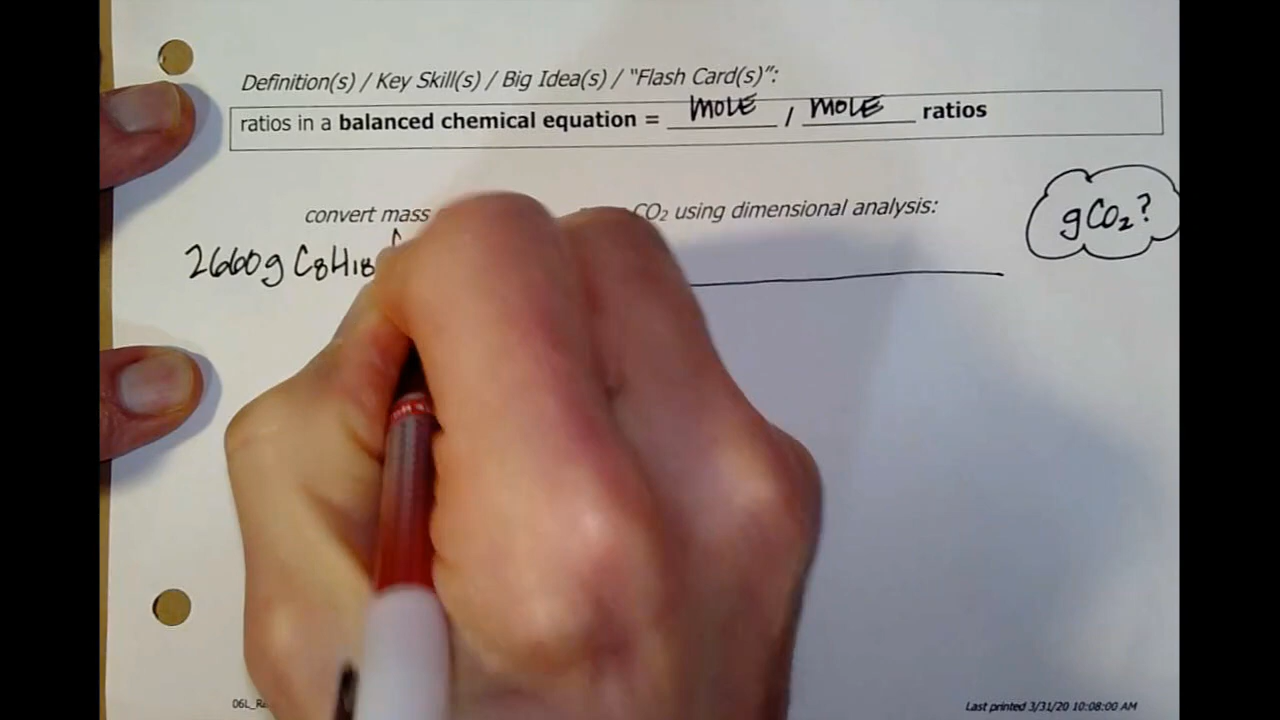 Definition(s) / Key Skill(s) / Big Idea(s) / "Flash Card(s)":
ratios in a balanced chemical equation = MOLE / MOLE ratios
convert mass CO2 using dimensional analysis:
gCO2?
2660g C8H18
Last printed 3/31/20 10:08:00 AM